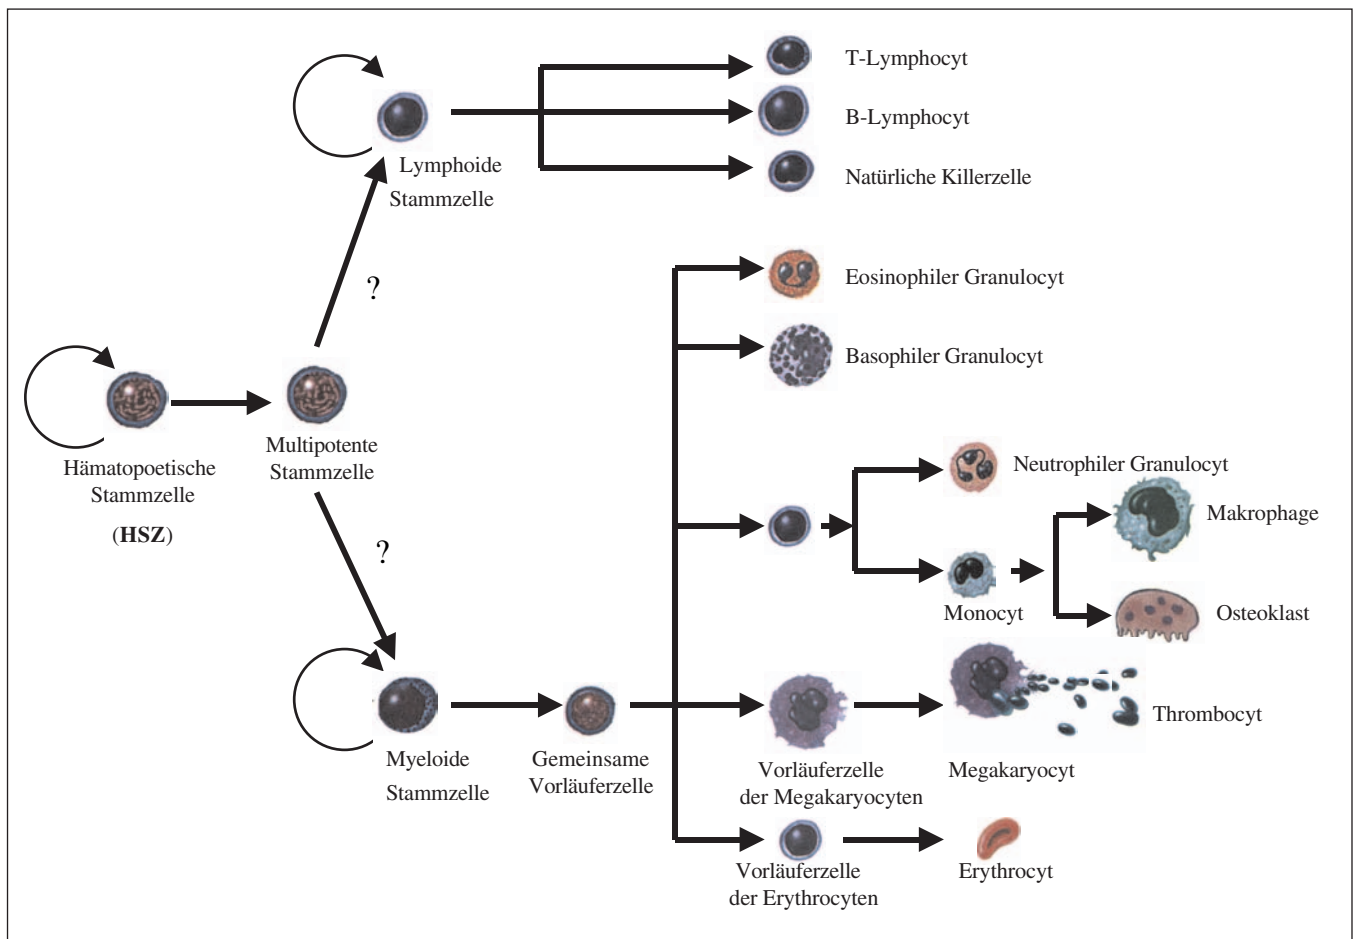 T-Lymphocyt
B-Lymphocyt
Natürliche Killerzelle
Lymphoide
Stammzelle
?
Eosinophiler Granulocyt
Basophiler Granulocyt
Hämatopoetische
Stammzelle
(HSZ)
Multipotente
Stammzelle
?
Neutrophiler Granulocyt
Makrophage
Monocyt
Osteoklast
Myeloide
Stammzelle
Gemeinsame
Vorläuferzelle
Vorläuferzelle
der Megakaryocyten
Megakaryocyt
Thrombocyt
Vorläuferzelle
der Erythrocyten
Erythrocyt